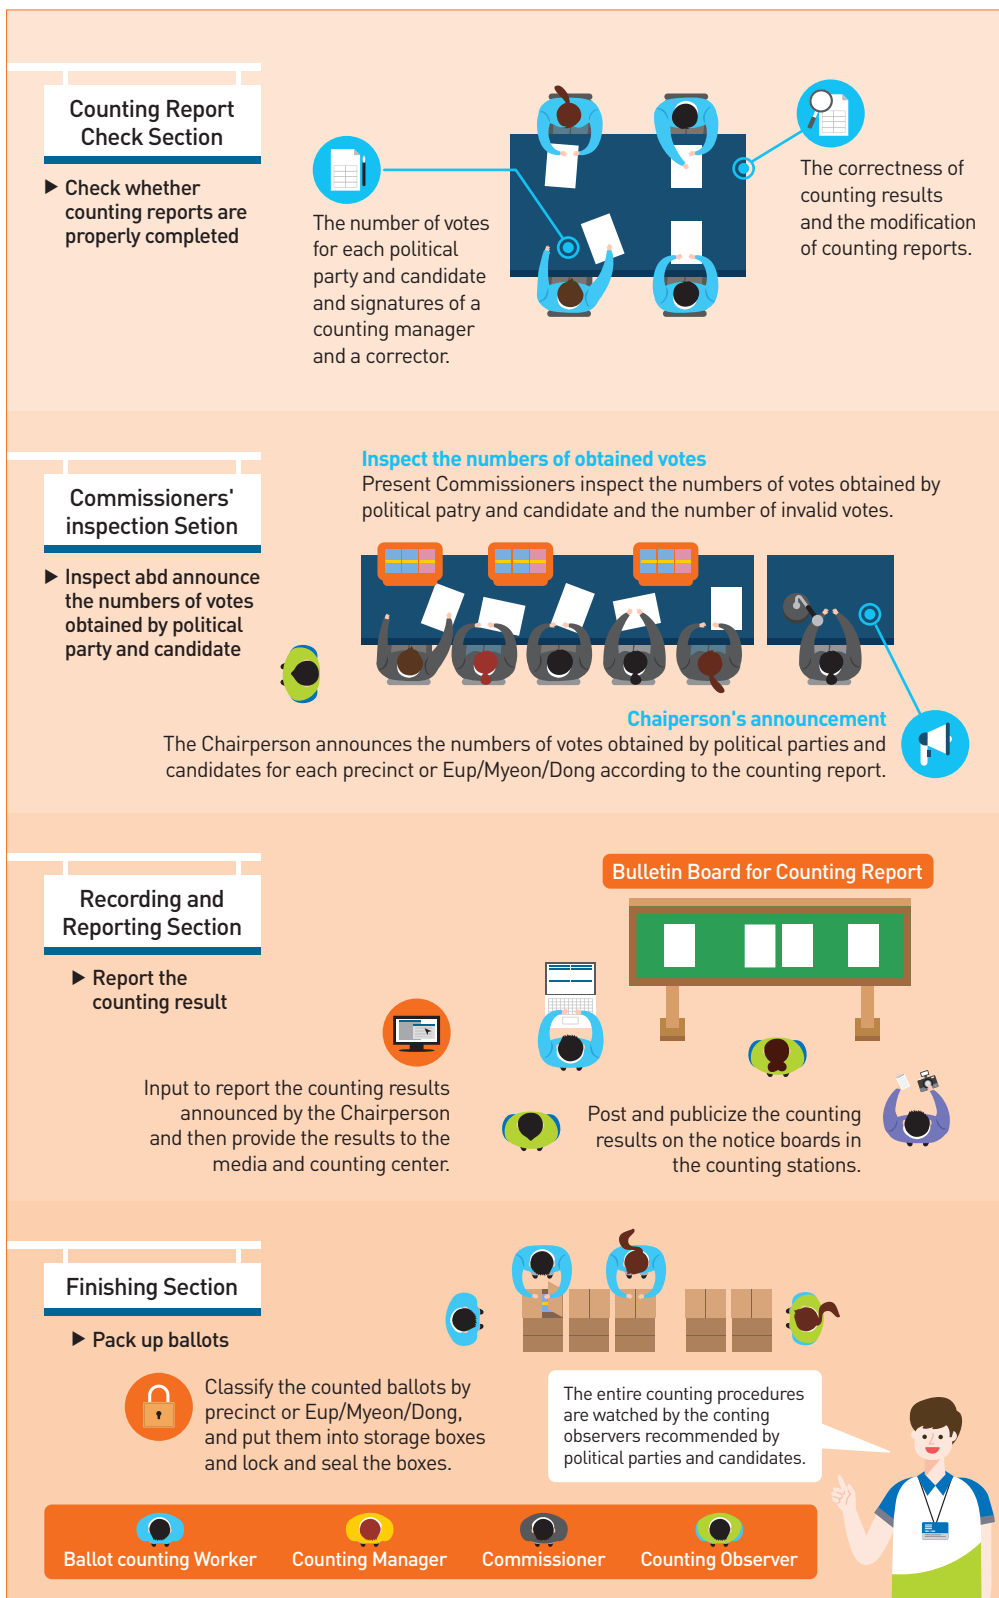 Counting Report
Check Section
▶ Check whether
counting reports are
properly completed
The number of votes
for each political
party and candidate
and signatures of a
counting manager
and a corrector.
The correctness of
counting results
and the modification
of counting reports.
Commissioners'
inspection Setion
▶ Inspect abd announce
the numbers of votes
obtained by political
party and candidate
Inspect the numbers of obtained votes
Present Commissioners inspect the numbers of votes obtained by
political patry and candidate and the number of invalid votes.
Chaiperson's announcement
The Chairperson announces the numbers of votes obtained by political parties and
candidates for each precinct or Eup/Myeon/Dong according to the counting report.
Recording and
Reporting Section
▶ Report the
counting result
Input to report the counting results
announced by the Chairperson
and then provide the results to the
media and counting center.
Bulletin Board for Counting Report
Post and publicize the counting
results on the notice boards in
the counting stations.
Finishing Section
▶ Pack up ballots
Classify the counted ballots by
precinct or Eup/Myeon/Dong,
and put them into storage boxes
and lock and seal the boxes.
The entire counting procedures
are watched by the conting
observers recommended by
political parties and candidates.
Ballot counting Worker
Counting Manager
Commissioner
Counting Observer